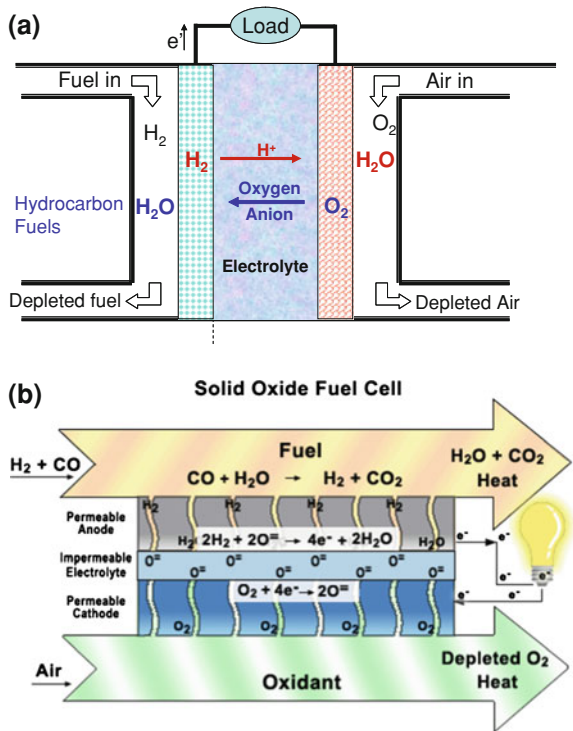 (a)
Load
e'
Fuel in
Air in
H₂
O₂
H₂
H⁺
H₂O
Hydrocarbon
Fuels
H₂O
Oxygen
Anion
O₂
Electrolyte
Depleted fuel
Depleted Air
(b)
Solid Oxide Fuel Cell
Fuel
H₂O + CO₂
Heat
H₂ + CO
CO + H₂O → H₂ + CO₂
Permeable
Anode
H₂ H₂ H₂ H₂
H₂O
2H₂ + 2O⁼ → 4e⁻ + 2H₂O
H₂O
e⁻ e⁻
Impermeable
Electrolyte
O⁼ O⁼ O⁼ O⁼
O⁼ O⁼ O⁼ O⁼
e⁻
e⁻ e⁻
Permeable
Cathode
O₂ + 4e⁻ → 2O⁼
e⁻
O₂ O₂ O₂ O₂
Air
Oxidant
Depleted O₂
Heat